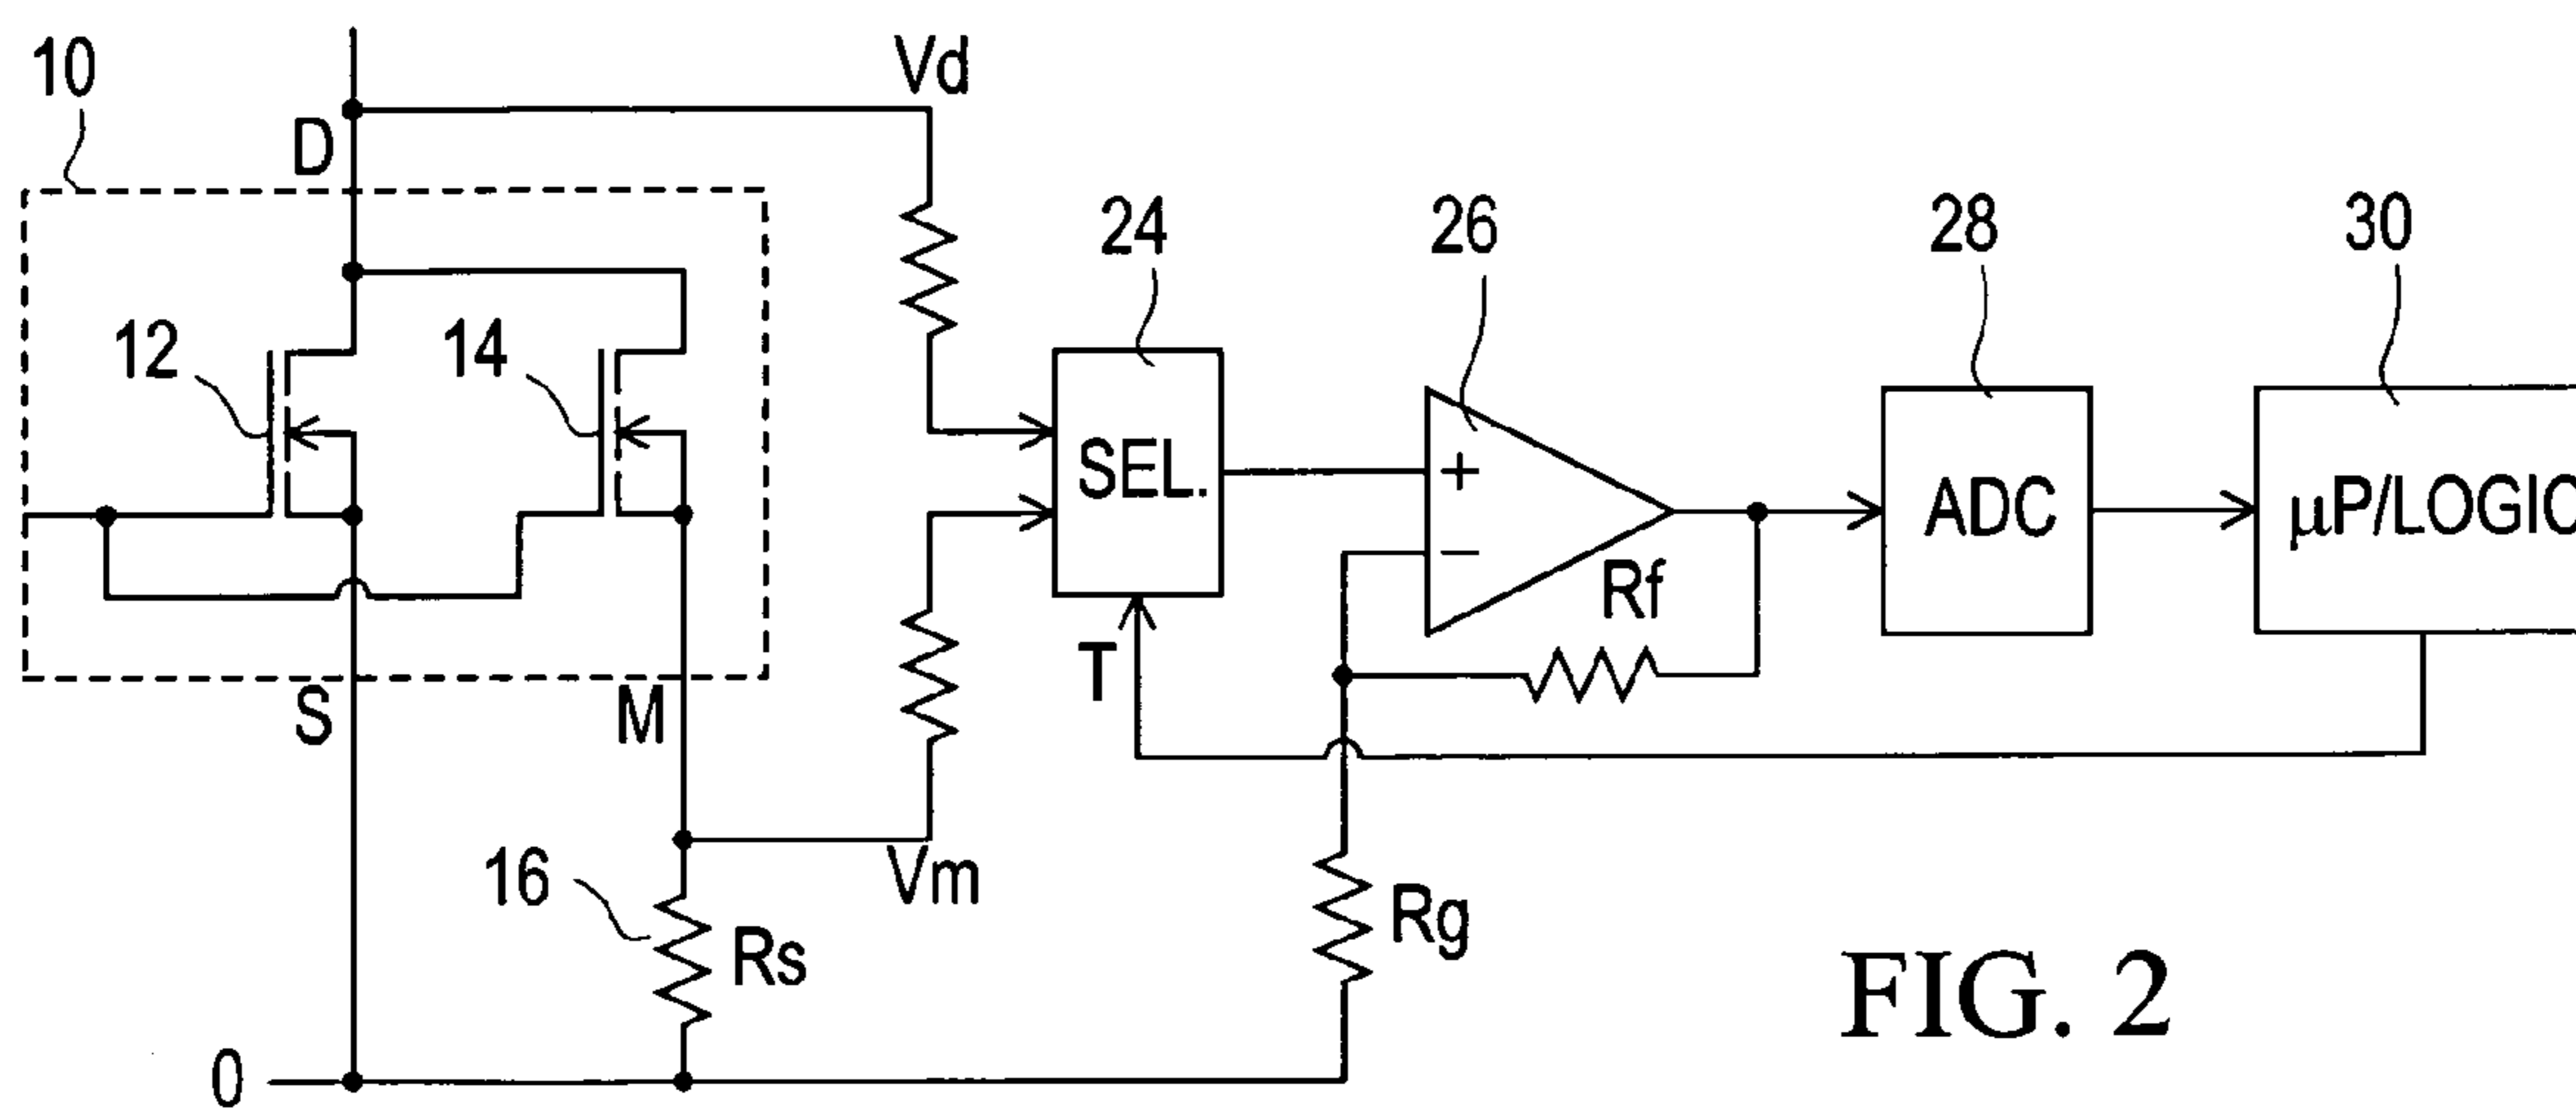 10
Vd
D
24
26
28
30
12
14
SEL.
+
−
ADC
μP/LOGIC
Rf
T
S
M
16
Vm
Rs
Rg
0
FIG. 2